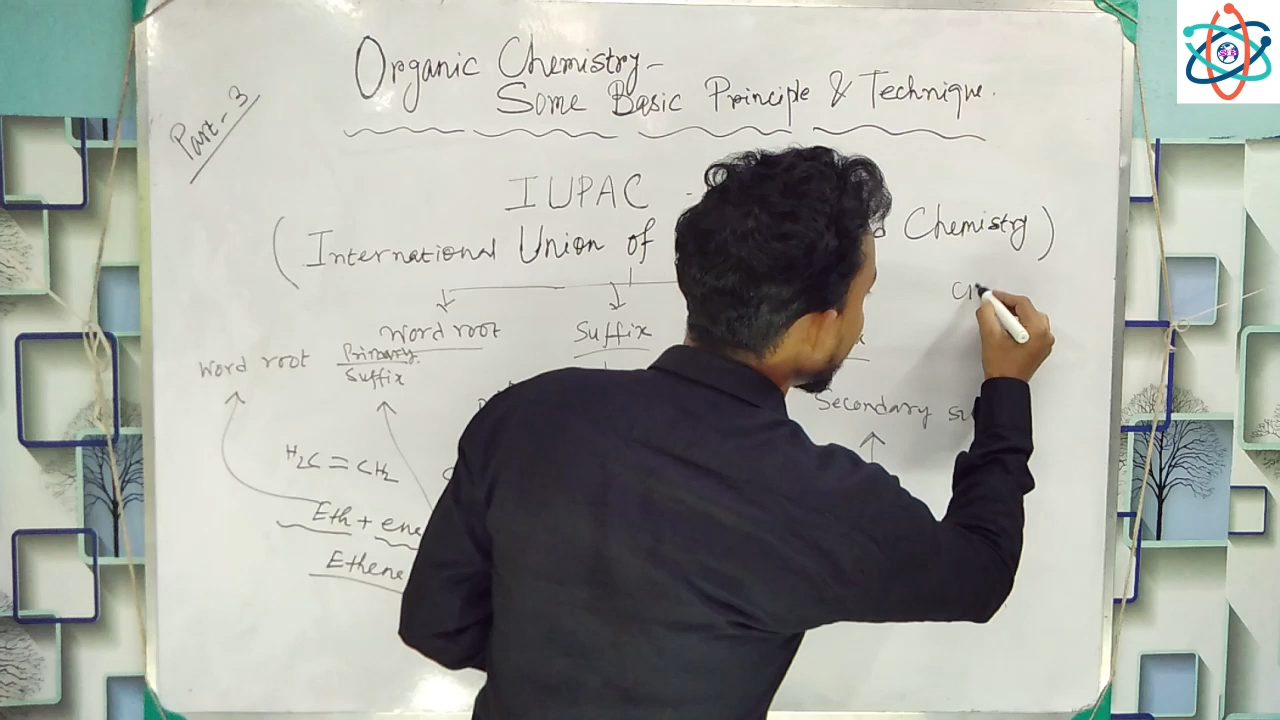 Organic Chemistry-
Some Basic Principle & Technique.
Part-3
IUPAC -
(International Union of Chemistry)
CH
Word root Suffix
Word root Primary Suffix
Secondary
H2C=CH2
Eth + ene
Ethene